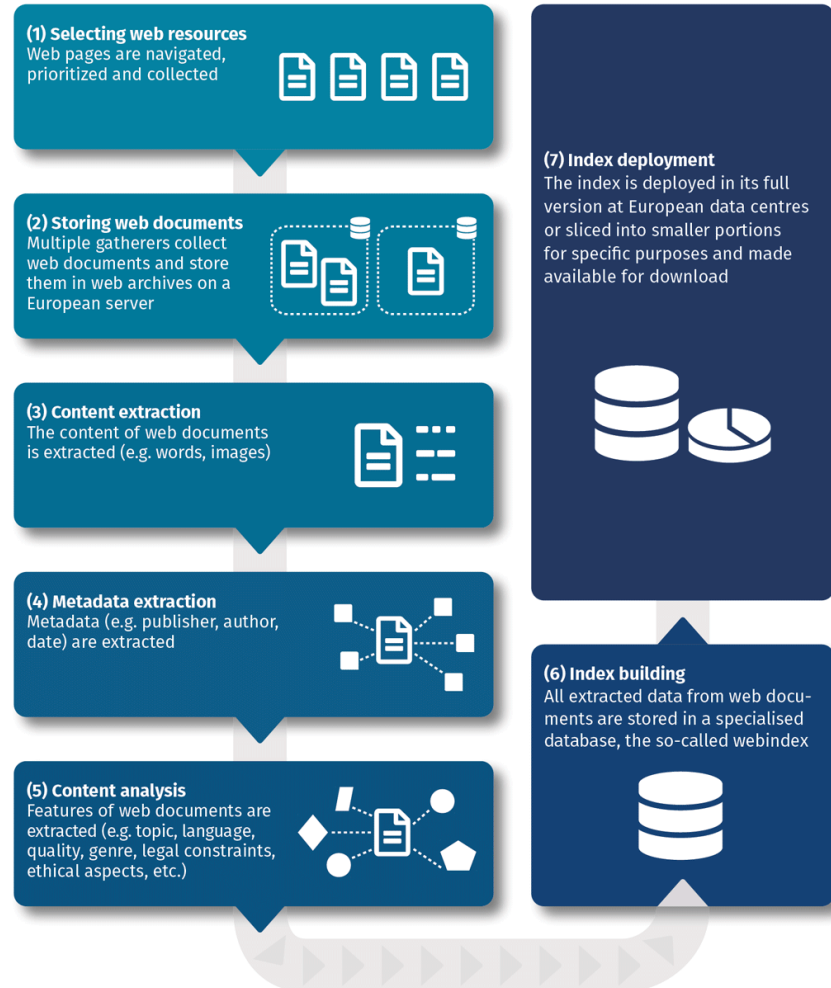 (1) Selecting web resources
Web pages are navigated,
prioritized and collected
(2) Storing web documents
Multiple gatherers collect
web documents and store
them in web archives on a
European server
(3) Content extraction
The content of web documents
is extracted (e.g. words, images)
(4) Metadata extraction
Metadata (e.g. publisher, author,
date) are extracted
(5) Content analysis
Features of web documents are
extracted (e.g. topic, language,
quality, genre, legal constraints,
ethical aspects, etc.)
(6) Index building
All extracted data from web docu-
ments are stored in a specialised
database, the so-called webindex
(7) Index deployment
The index is deployed in its full
version at European data centres
or sliced into smaller portions
for specific purposes and made
available for download